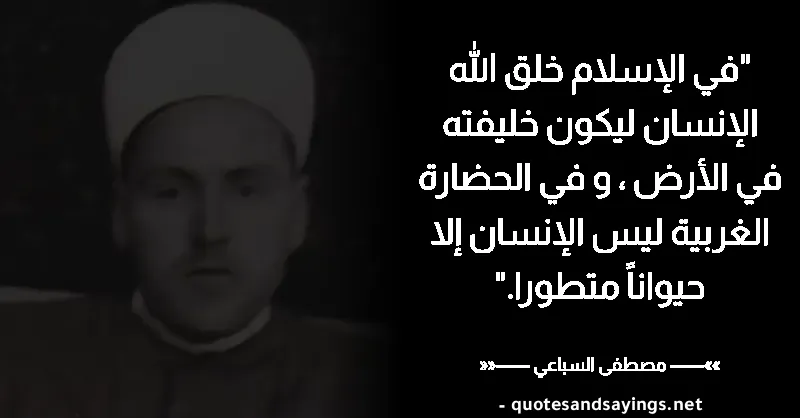 "في الإسلام خلق الله
الإنسان ليكون خليفته
في الأرض ، و في الحضارة
الغربية ليس الإنسان إلا
حيواناً متطورا."
»»—— مصطفى السباعي ——««
- quotesandsayings.net